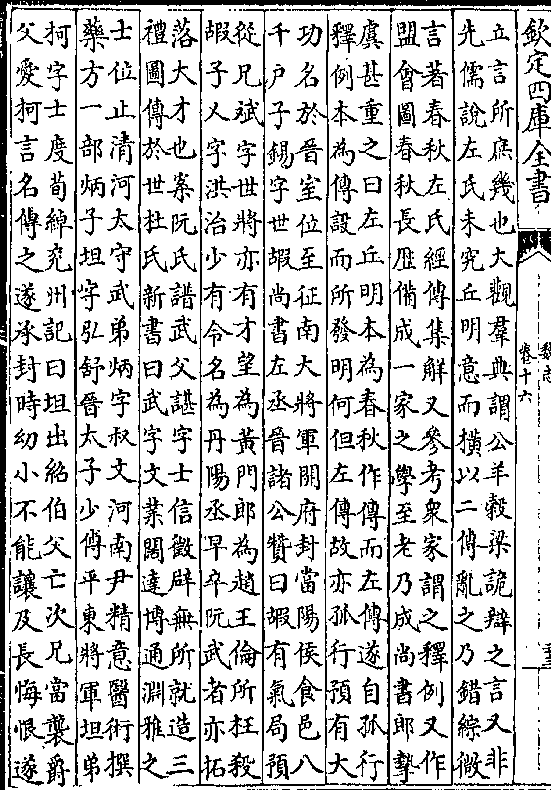 欽定四庫全書
魏志
卷十六
立言所庶幾也大觀羣典謂公羊榖梁詭辯之言又非
先儒說左氏未究丘明意而橫以二傳亂之乃錯綜微
言著春秋左氏經傳集解又參考衆家謂之釋例又作
盟會圖春秋長歴備成一家之學至老乃成尚書郎摯
虞甚重之曰左丘明本為春秋作傳而左傳遂自孤行
釋例本為傳設而所發明何但左傳故亦孤行預有大
功名於晉室位至征南大將軍開府封當陽侯食邑八
千户子錫字世嘏尚書左丞晉諸公贊曰嘏有氣局預
從兄斌字世將亦有才望為黃門郎為趙王倫所枉殺
嘏子乂字洪治少有令名為丹陽丞早卒阮武者亦拓
落大才也案阮氏譜武父諶字士信徵辟無所就造三
禮圖傳於世杜氏新書曰武字文業闊達博通淵雅之
士位止清河太守武弟炳字叔文河南尹精意醫術撰
藥方一部炳子坦字弘舒晉太子少傅平東將軍坦弟
柯字士度荀綽兖州記曰坦出紹伯父亡次兄當襲爵
父愛柯言名傳之遂承封時幼小不能讓及長悔恨遂